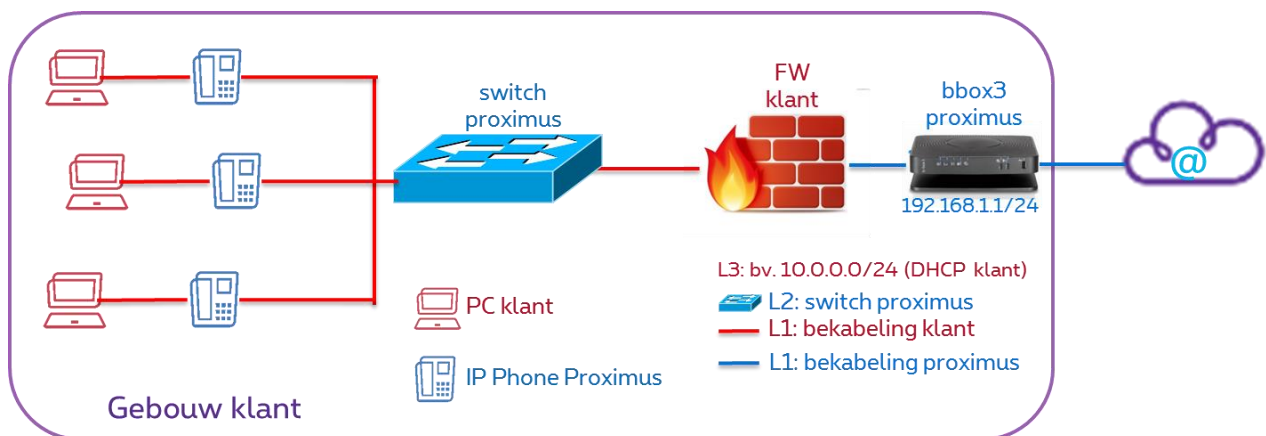 switch
proximus
FW
klant
bbox3
proximus
192.168.1.1/24
@
L3: bv. 10.0.0.0/24 (DHCP klant)
L2: switch proximus
L1: bekabeling klant
L1: bekabeling proximus
PC klant
IP Phone Proximus
Gebouw klant